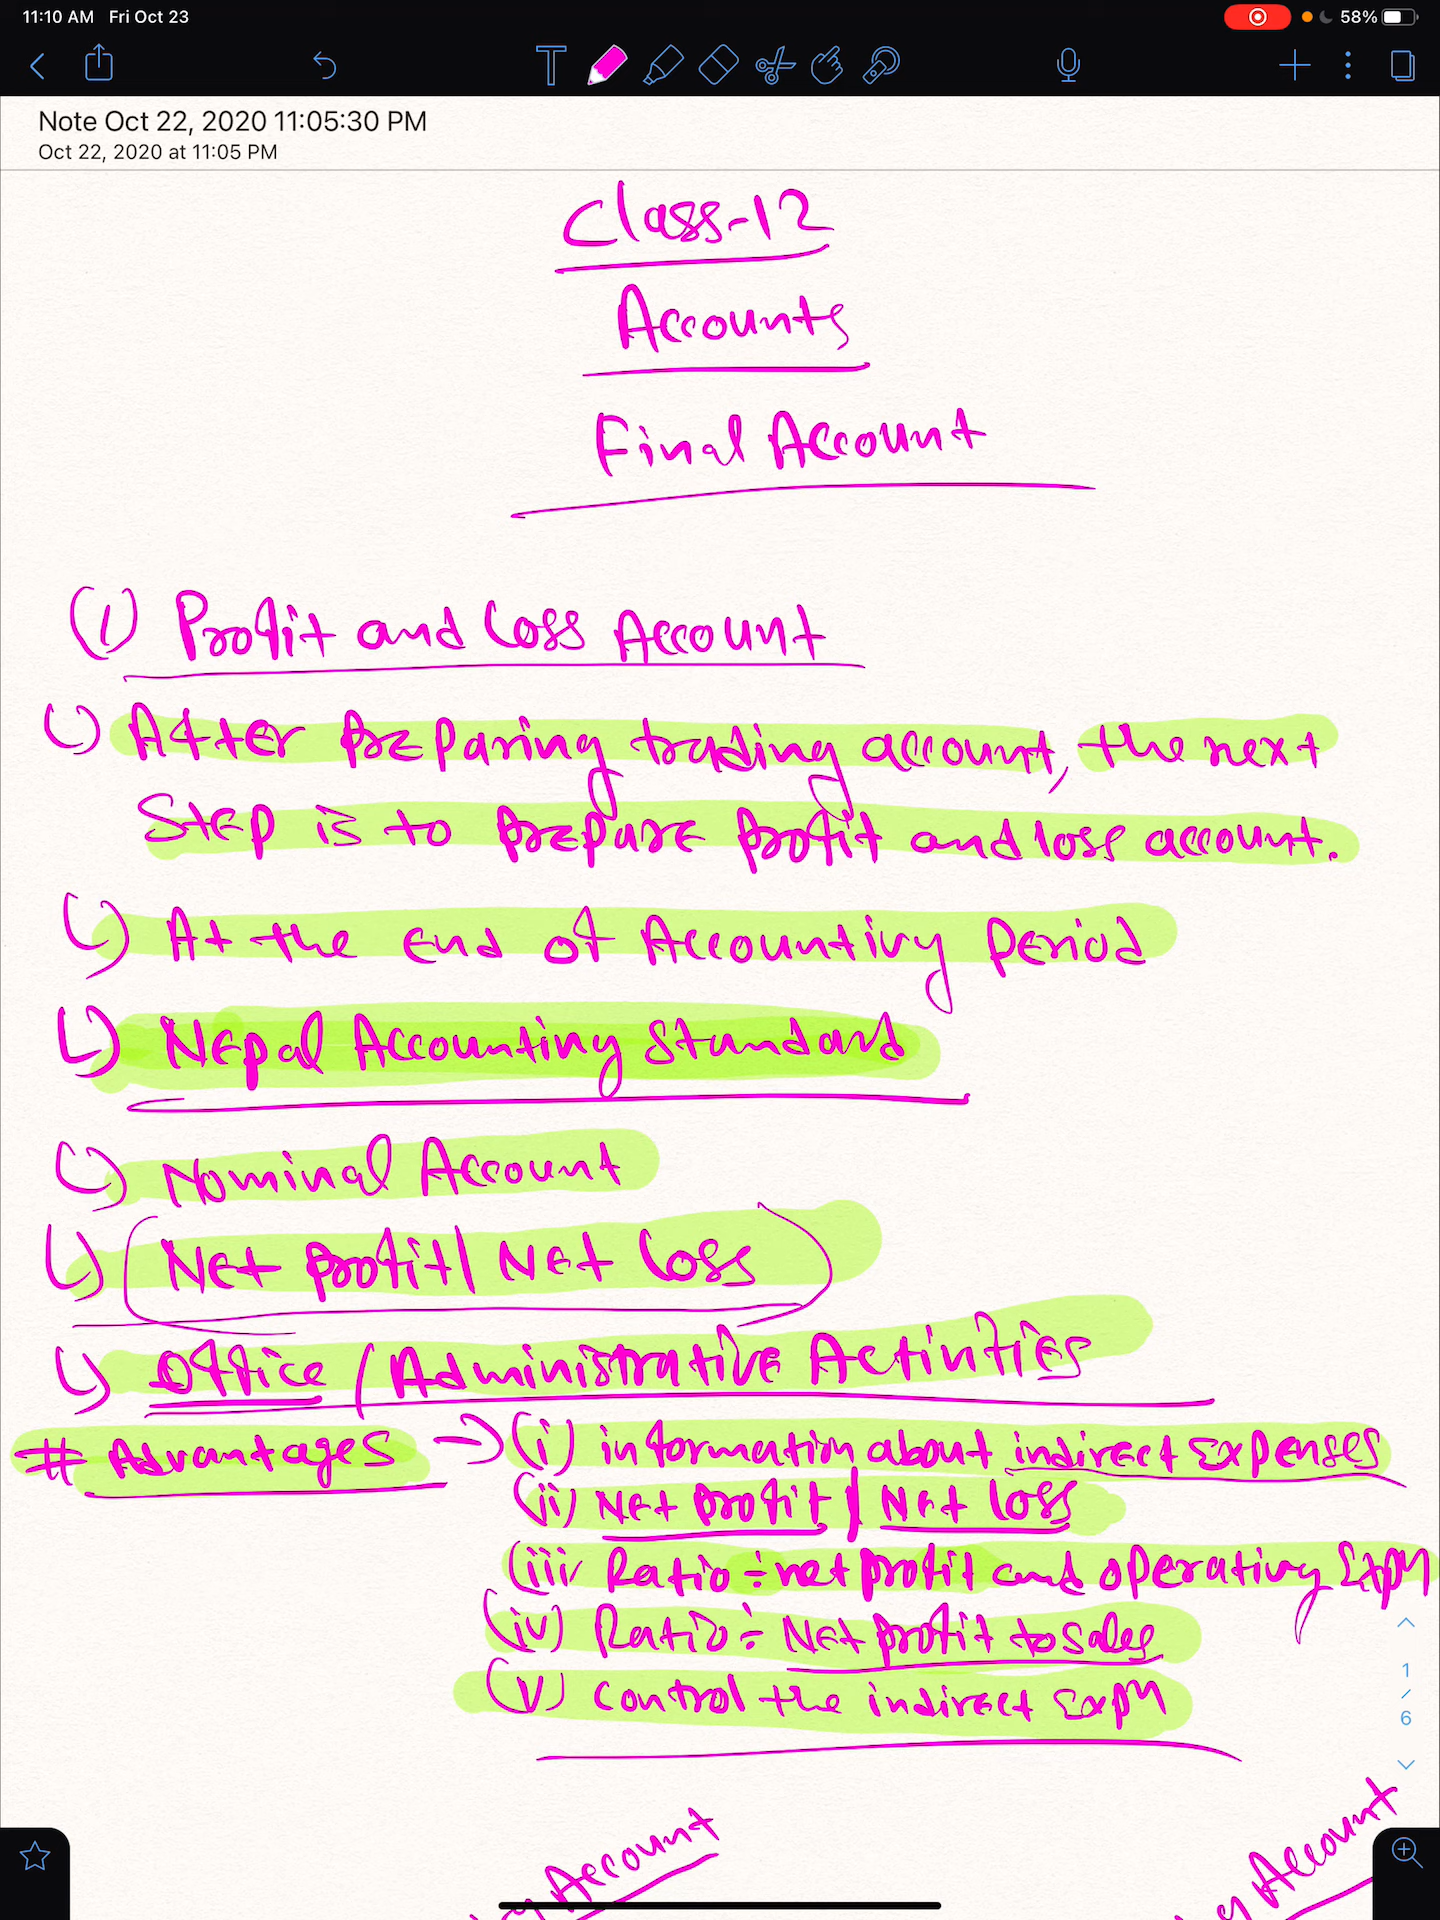 11:10 AM Fri Oct 23
58%
Note Oct 22, 2020 11:05:30 PM
Oct 22, 2020 at 11:05 PM
Class-12
Accounts
Final Account
(1) Profit and Loss Account
After preparing trading account, the next
Step is to prepare profit and loss account.
At the end of Accounting Period
Nepal Accounting Standard
Nominal Account
(Net profit/Net Loss)
Office/Administrative Activities
# Advantages → (i) information about indirect Expenses
(ii) Net profit/Net Loss
(iii) Ratio ÷ net profit and operating Expn
(iv) Ratio ÷ Net profit to sales
(v) control the indirect Expn
1
/
6
Account
Account